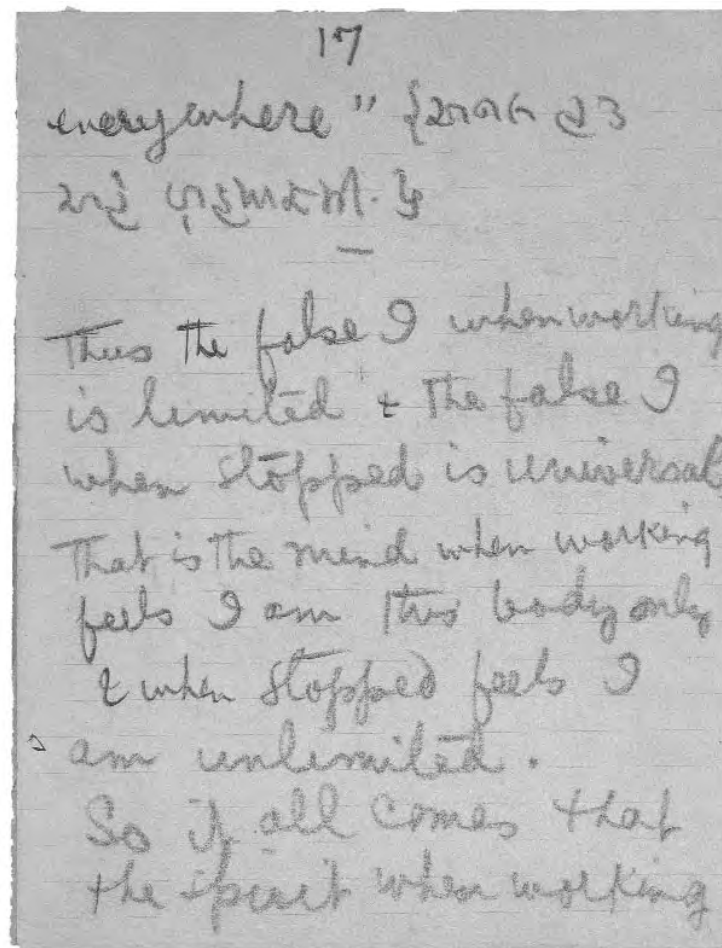 17
everywhere"
Thus the false I when working
is limited & the false I
when stopped is universal
That is the mind when working
feels I am this body only
& when stopped feels I
am unlimited.
So it all comes that
the spirit when working